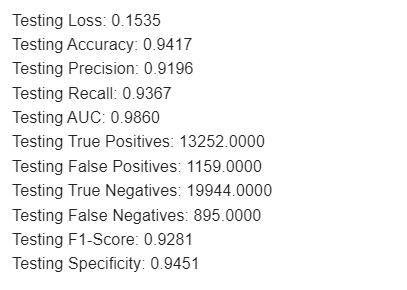 Testing Loss: 0.1535
Testing Accuracy: 0.9417
Testing Precision: 0.9196
Testing Recall: 0.9367
Testing AUC: 0.9860
Testing True Positives: 13252.0000
Testing False Positives: 1159.0000
Testing True Negatives: 19944.0000
Testing False Negatives: 895.0000
Testing F1-Score: 0.9281
Testing Specificity: 0.9451